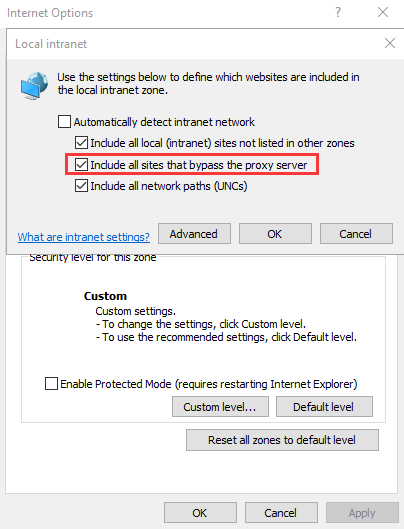 Internet Options
Local intranet
Use the settings below to define which websites are included in
the local intranet zone.
Automatically detect intranet network
Include all local (intranet) sites not listed in other zones
Include all sites that bypass the proxy server
Include all network paths (UNCs)
What are intranet settings?
Advanced
OK
Cancel
Security level for this zone
Custom
Custom settings.
- To change the settings, click Custom level.
- To use the recommended settings, click Default level.
Enable Protected Mode (requires restarting Internet Explorer)
Custom level...
Default level
Reset all zones to default level
OK
Cancel
Apply